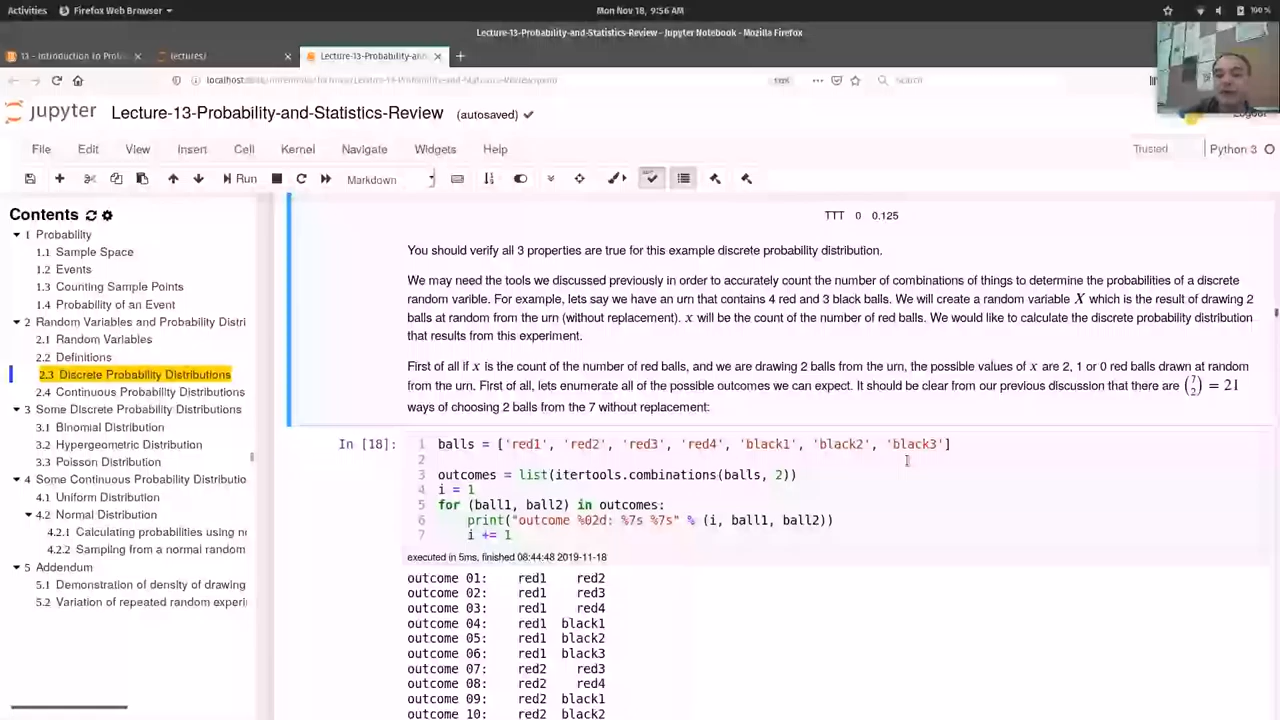 Activities Firefox Web Browser Mon Nov 18, 9:56 AM 100 %
Lecture-13-Probability-and-Statistics-Review - Jupyter Notebook - Mozilla Firefox
13 - Introduction to Prob lectures/ Lecture-13-Probability-and
Search
jupyter Lecture-13-Probability-and-Statistics-Review (autosaved) Logout
File Edit View Insert Cell Kernel Navigate Widgets Help Trusted Python 3
Run Markdown
Contents
1 Probability
1.1 Sample Space
1.2 Events
1.3 Counting Sample Points
1.4 Probability of an Event
2 Random Variables and Probability Distri
2.1 Random Variables
2.2 Definitions
2.3 Discrete Probability Distributions
2.4 Continuous Probability Distributions
3 Some Discrete Probability Distributions
3.1 Binomial Distribution
3.2 Hypergeometric Distribution
3.3 Poisson Distribution
4 Some Continuous Probability Distributio
4.1 Uniform Distribution
4.2 Normal Distribution
4.2.1 Calculating probabilities using no
4.2.2 Sampling from a normal random
5 Addendum
5.1 Demonstration of density of drawing
5.2 Variation of repeated random experi
TTT 0 0.125
You should verify all 3 properties are true for this example discrete probability distribution.
We may need the tools we discussed previously in order to accurately count the number of combinations of things to determine the probabilities of a discrete
random varible. For example, lets say we have an urn that contains 4 red and 3 black balls. We will create a random variable X which is the result of drawing 2
balls at random from the urn (without replacement). x will be the count of the number of red balls. We would like to calculate the discrete probability distribution
that results from this experiment.
First of all if x is the count of the number of red balls, and we are drawing 2 balls from the urn, the possible values of x are 2, 1 or 0 red balls drawn at random
from the urn. First of all, lets enumerate all of the possible outcomes we can expect. It should be clear from our previous discussion that there are (7 2) = 21
ways of choosing 2 balls from the 7 without replacement:
In [18]:
1 balls = ['red1', 'red2', 'red3', 'red4', 'black1', 'black2', 'black3']
2
3 outcomes = list(itertools.combinations(balls, 2))
4 i = 1
5 for (ball1, ball2) in outcomes:
6 print("outcome %02d: %7s %7s" % (i, ball1, ball2))
7 i += 1
executed in 5ms, finished 08:44:48 2019-11-18
outcome 01: red1 red2
outcome 02: red1 red3
outcome 03: red1 red4
outcome 04: red1 black1
outcome 05: red1 black2
outcome 06: red1 black3
outcome 07: red2 red3
outcome 08: red2 red4
outcome 09: red2 black1
outcome 10: red2 black2